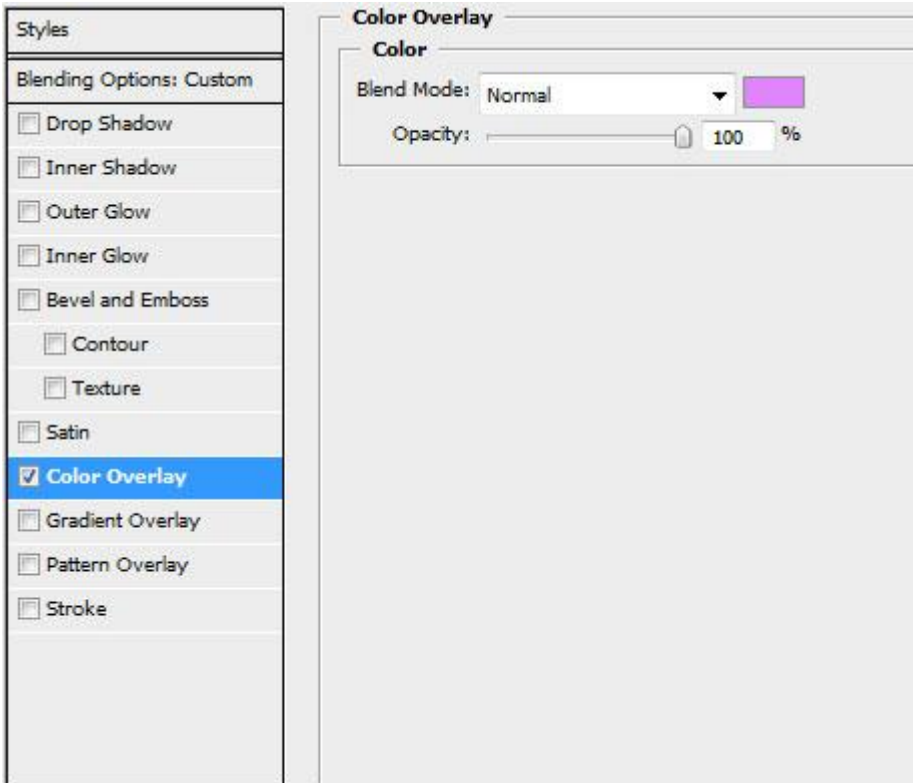 Styles
Blending Options: Custom
Drop Shadow
Inner Shadow
Outer Glow
Inner Glow
Bevel and Emboss
Contour
Texture
Satin
Color Overlay
Gradient Overlay
Pattern Overlay
Stroke
Color Overlay
Color
Blend Mode: Normal
Opacity: 100 %